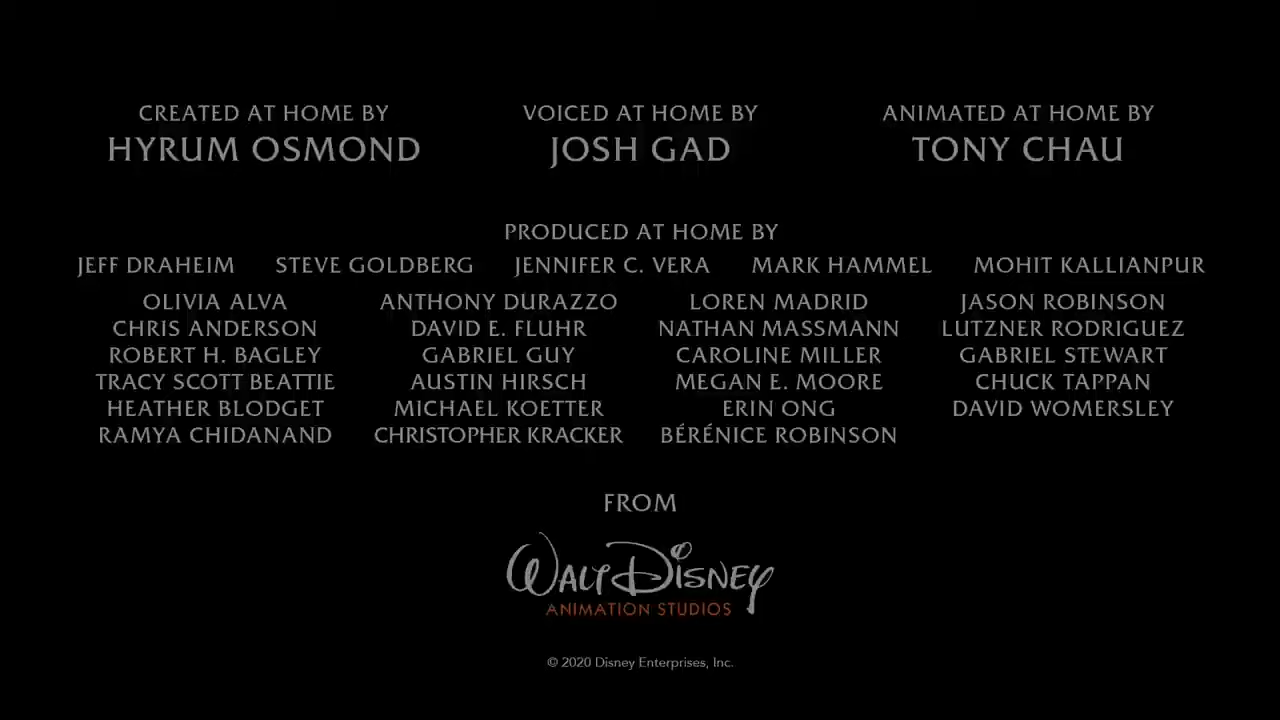 CREATED AT HOME BY
HYRUM OSMOND
VOICED AT HOME BY
JOSH GAD
ANIMATED AT HOME BY
TONY CHAU
PRODUCED AT HOME BY
JEFF DRAHEIM STEVE GOLDBERG JENNIFER C. VERA MARK HAMMEL MOHIT KALLIANPUR
OLIVIA ALVA ANTHONY DURAZZO LOREN MADRID JASON ROBINSON
CHRIS ANDERSON DAVID E. FLUHR NATHAN MASSMANN LUTZNER RODRIGUEZ
ROBERT H. BAGLEY GABRIEL GUY CAROLINE MILLER GABRIEL STEWART
TRACY SCOTT BEATTIE AUSTIN HIRSCH MEGAN E. MOORE CHUCK TAPPAN
HEATHER BLODGET MICHAEL KOETTER ERIN ONG DAVID WOMERSLEY
RAMYA CHIDANAND CHRISTOPHER KRACKER BÉRÉNICE ROBINSON
FROM
WALT DISNEY
ANIMATION STUDIOS
© 2020 Disney Enterprises, Inc.